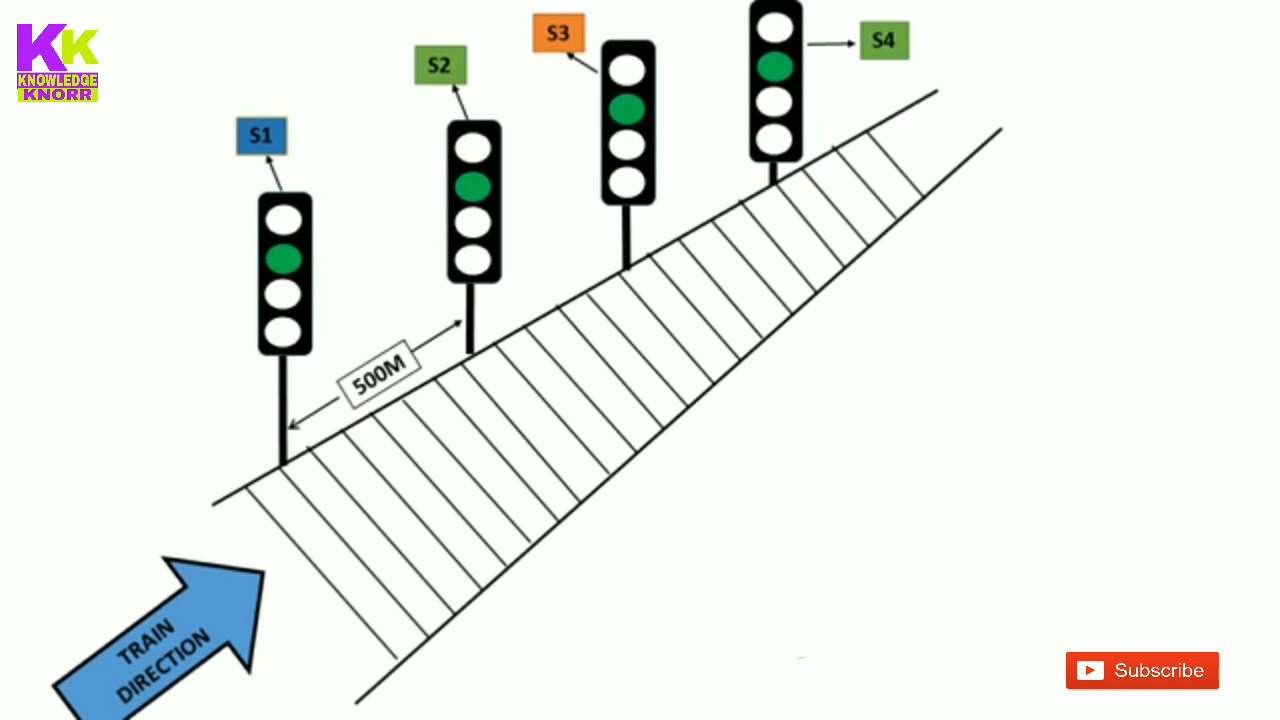 KK
KNOWLEDGE
KNORR
S1
S2
S3
S4
500M
TRAIN
DIRECTION
Subscribe